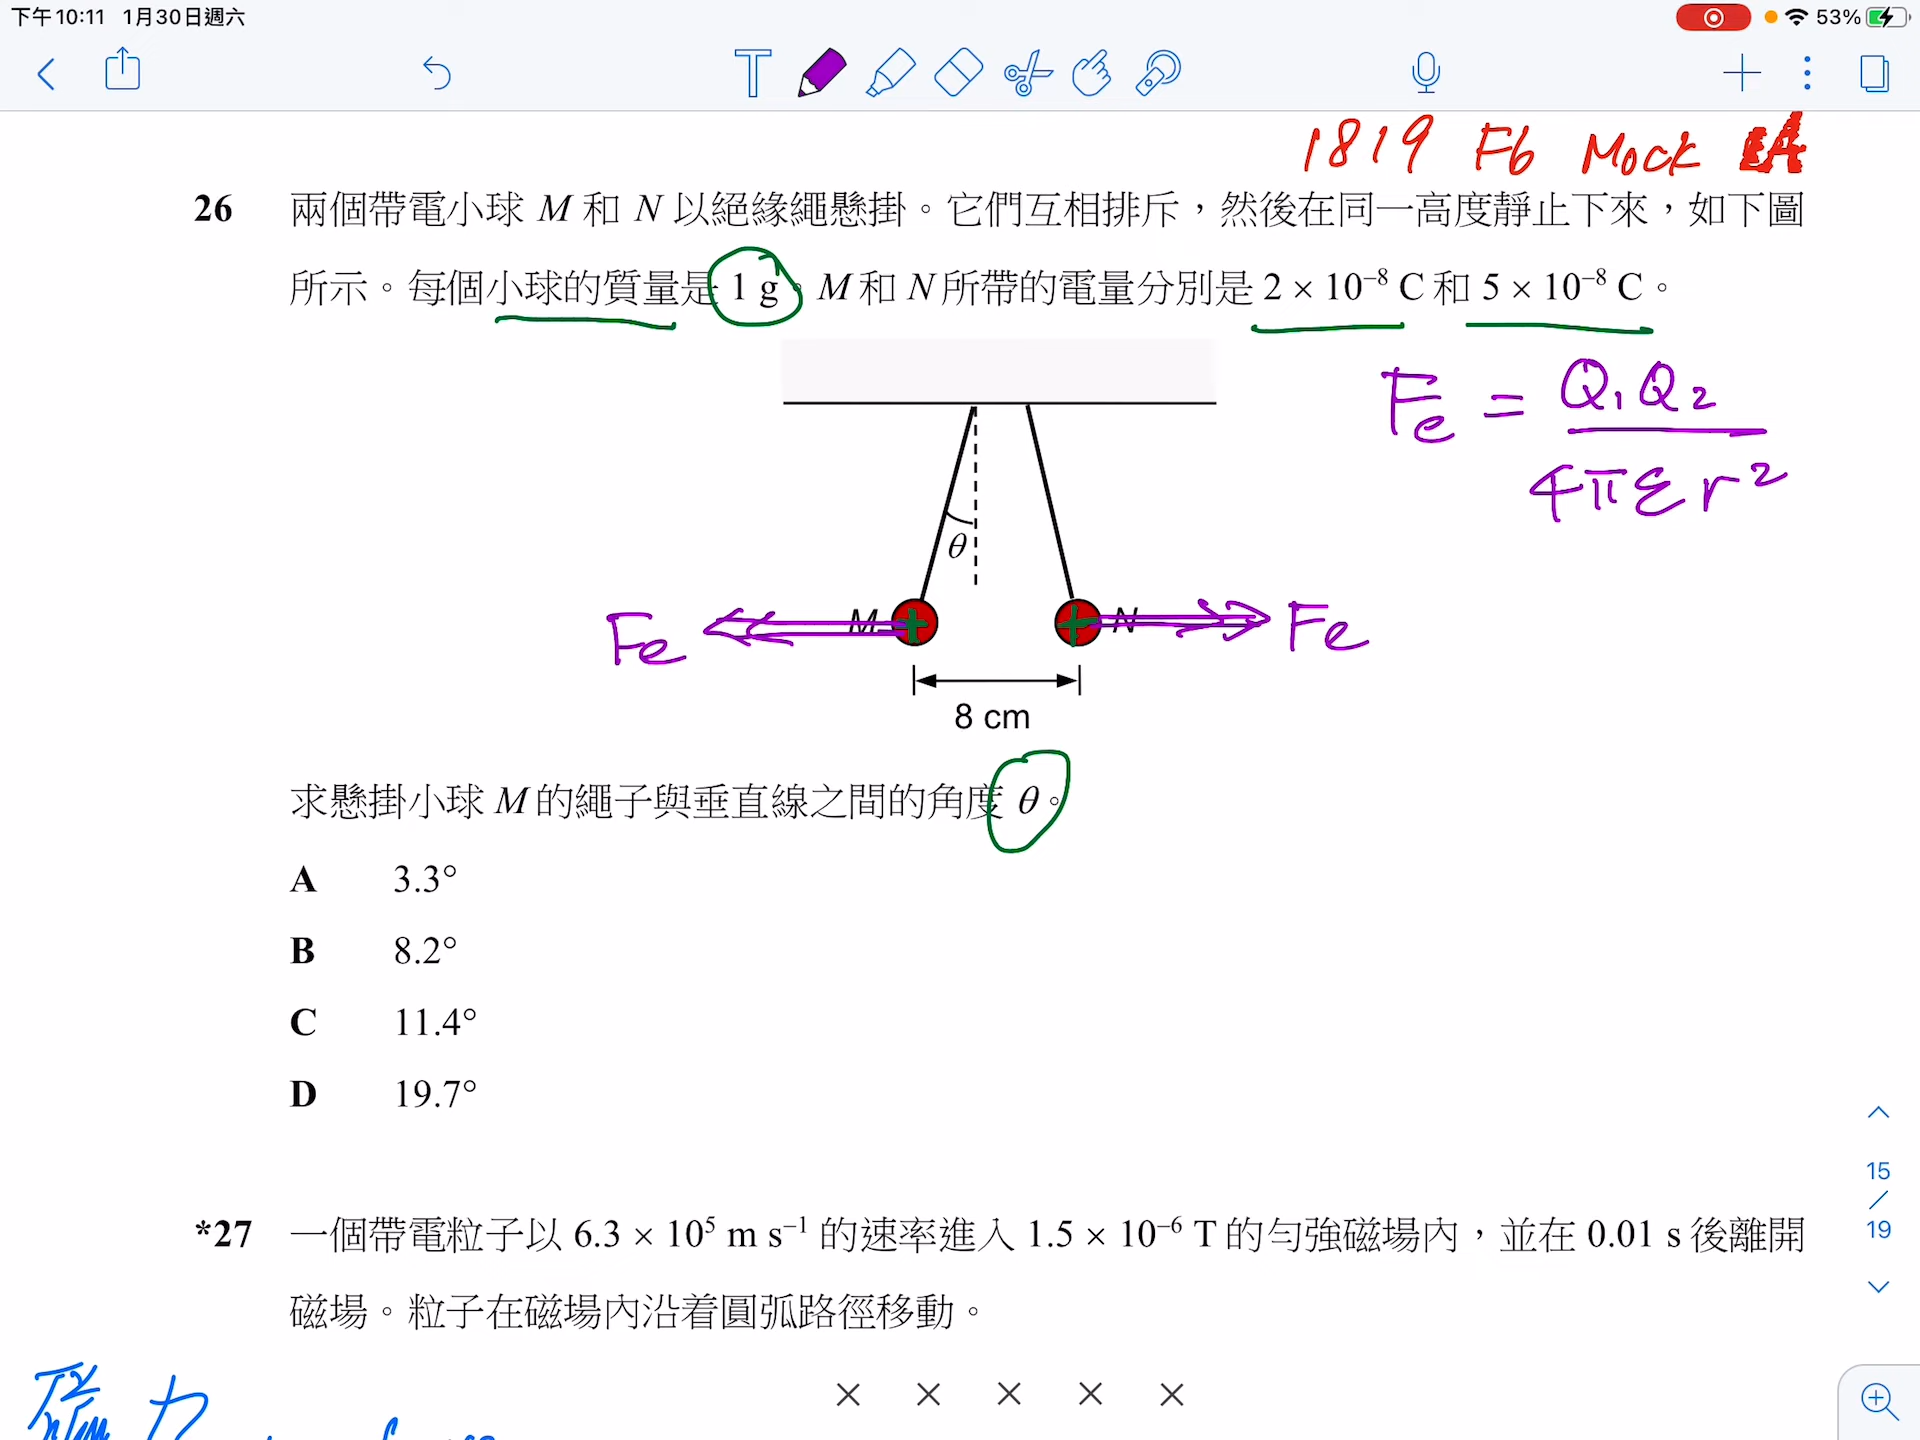 下午10:11 1月30日週六
53%
1819 F6 Mock
26 兩個帶電小球 M 和 N 以絕緣繩懸掛。它們互相排斥，然後在同一高度靜止下來，如下圖
所示。每個小球的質量是 1 g。M 和 N 所帶的電量分別是 2 × 10⁻⁸ C 和 5 × 10⁻⁸ C。
Fe = Q₁Q₂
4πεr²
θ
Fe M + + N Fe
8 cm
求懸掛小球 M 的繩子與垂直線之間的角度 θ。
A 3.3°
B 8.2°
C 11.4°
D 19.7°
15
/
19
*27 一個帶電粒子以 6.3 × 10⁵ m s⁻¹ 的速率進入 1.5 × 10⁻⁶ T 的勻強磁場內，並在 0.01 s 後離開
磁場。粒子在磁場內沿着圓弧路徑移動。
× × × × ×
力